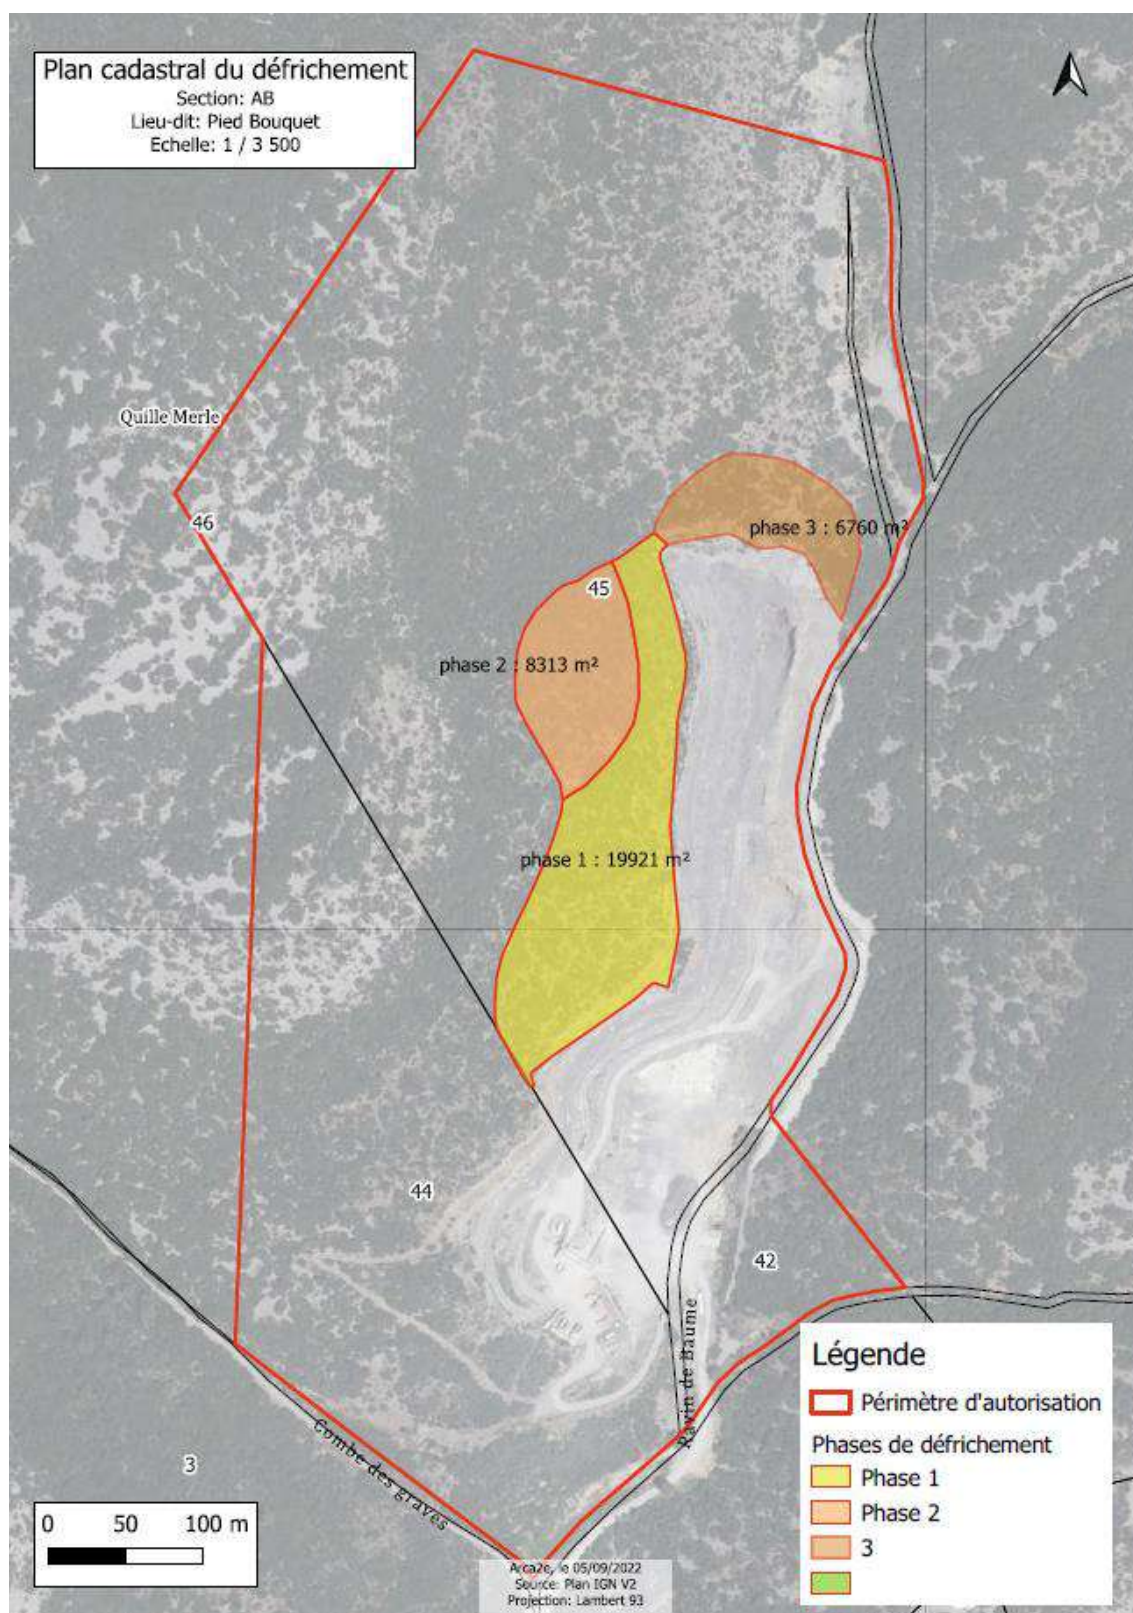 Plan cadastral du défrichement
Section: AB
Lieu-dit: Pied Bouquet
Echelle: 1 / 3 500
Quille Merle
46
phase 3 : 6760 m²
45
phase 2 : 8313 m²
phase 1 : 19921 m²
44
42
Ravin de Baume
Combe des graves
3
Légende
Périmètre d'autorisation
Phases de défrichement
Phase 1
Phase 2
3
0 50 100 m
Arca2e, le 05/09/2022
Source: Plan IGN V2
Projection: Lambert 93